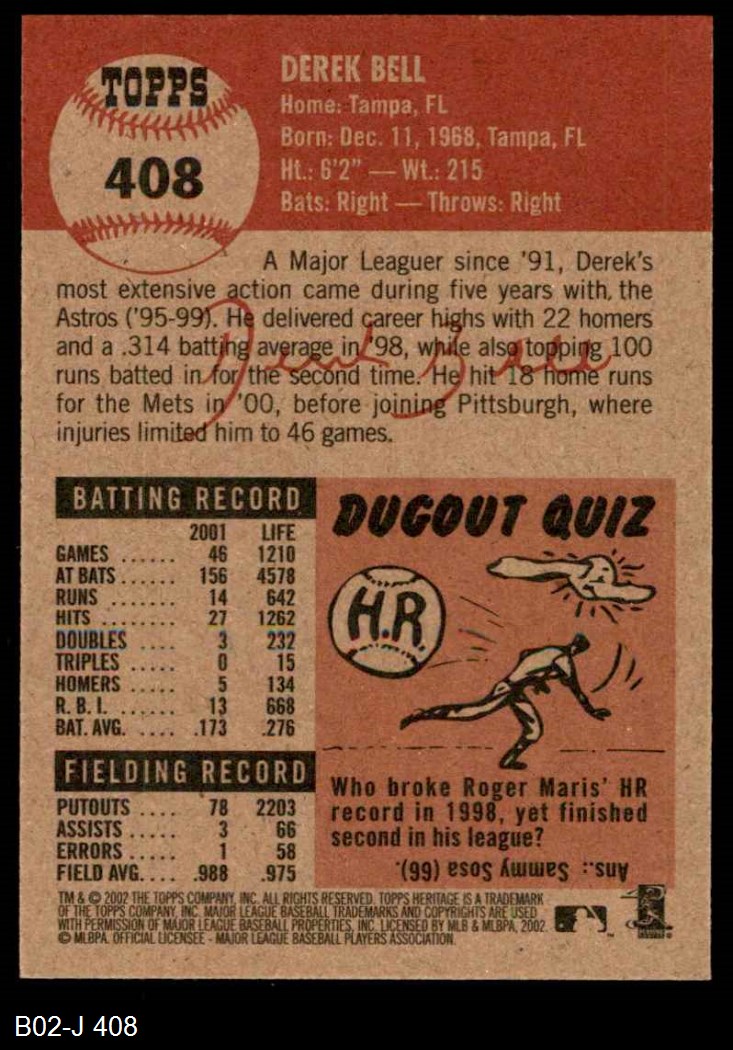 TOPPS
408
DEREK BELL
Home: Tampa, FL
Born: Dec. 11, 1968, Tampa, FL
Ht.: 6'2" — Wt.: 215
Bats: Right — Throws: Right
A Major Leaguer since '91, Derek's
most extensive action came during five years with the
Astros ('95-99). He delivered career highs with 22 homers
and a .314 batting average in '98, while also topping 100
runs batted in for the second time. He hit 18 home runs
for the Mets in '00, before joining Pittsburgh, where
injuries limited him to 46 games.
Derek Bell
BATTING RECORD
2001 LIFE
GAMES ...... 46 1210
AT BATS ...... 156 4578
RUNS ....... 14 642
HITS ....... 27 1262
DOUBLES .... 3 232
TRIPLES .... 0 15
HOMERS ..... 5 134
R. B. I. ...... 13 668
BAT. AVG. .... .173 .276
FIELDING RECORD
PUTOUTS .... 78 2203
ASSISTS .... 3 66
ERRORS .... 1 58
FIELD AVG. ... .988 .975
DUGOUT QUIZ
H.R.
Who broke Roger Maris' HR
record in 1998, yet finished
second in his league?
Ans.: Sammy Sosa (66).
TM & © 2002 THE TOPPS COMPANY, INC. ALL RIGHTS RESERVED. TOPPS HERITAGE IS A TRADEMARK
OF THE TOPPS COMPANY, INC. MAJOR LEAGUE BASEBALL TRADEMARKS AND COPYRIGHTS ARE USED
WITH PERMISSION OF MAJOR LEAGUE BASEBALL PROPERTIES, INC. LICENSED BY MLB & MLBPA, 2002
© MLBPA. OFFICIAL LICENSEE - MAJOR LEAGUE BASEBALL PLAYERS ASSOCIATION.
B02-J 408